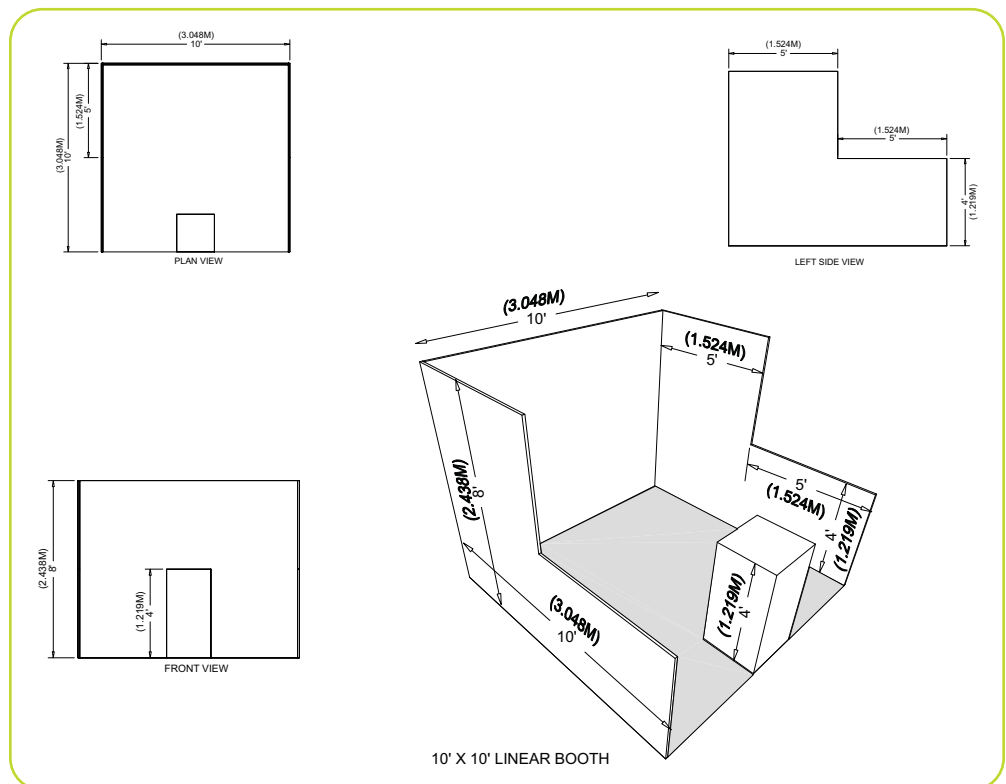 (3.048M)
10'
(1.524M)
5'
(3.048M)
10'
PLAN VIEW
(1.524M)
5'
(1.524M)
5'
4'
(1.219M)
LEFT SIDE VIEW
(2.438M)
8'
(1.219M)
4'
FRONT VIEW
(3.048M)
10'
(1.524M)
5'
(2.438M)
8'
5'
(1.524M)
4'
(1.219M)
(1.219M)
4'
(3.048M)
10'
10' X 10' LINEAR BOOTH